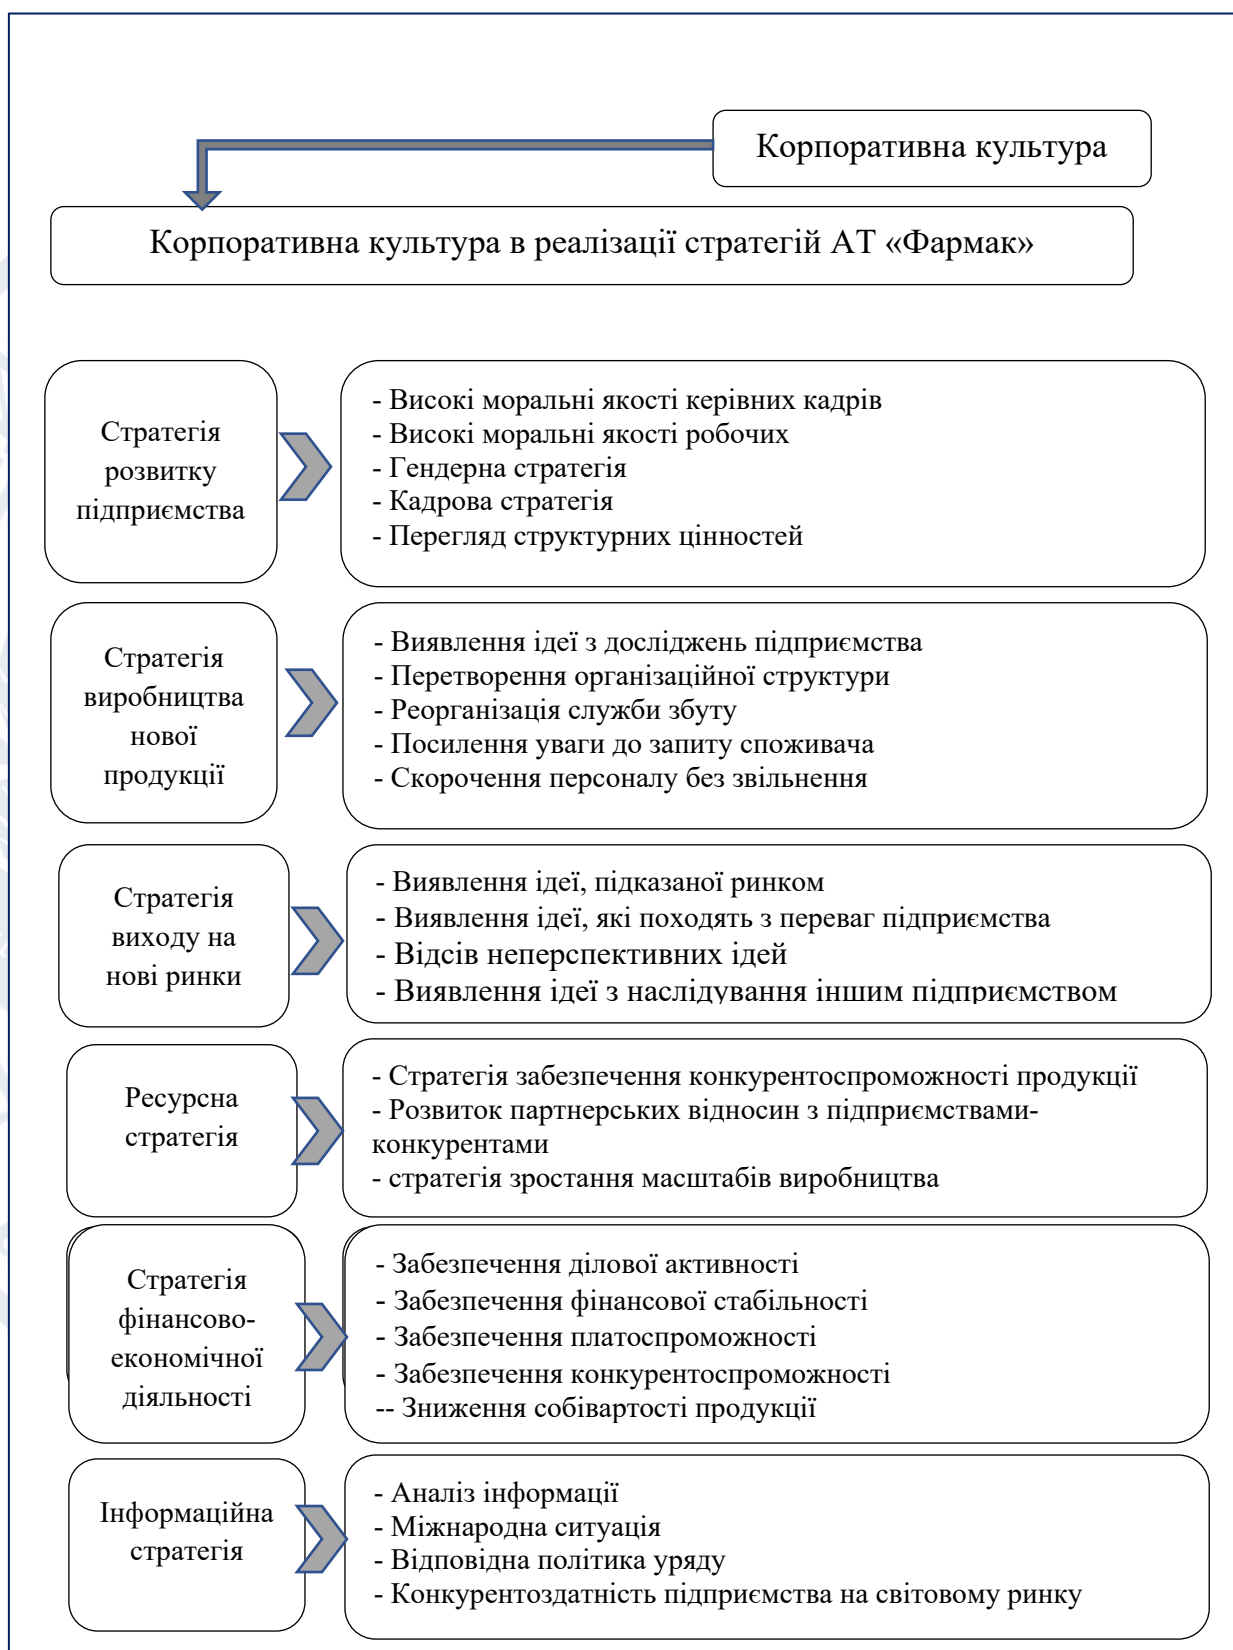 Корпоративна культура
Корпоративна культура в реалізації стратегій АТ «Фармак»
Стратегія
розвитку
підприємства
- Високі моральні якості керівних кадрів
- Високі моральні якості робочих
- Гендерна стратегія
- Кадрова стратегія
- Перегляд структурних цінностей
Стратегія
виробництва
нової
продукції
- Виявлення ідеї з досліджень підприємства
- Перетворення організаційної структури
- Реорганізація служби збуту
- Посилення уваги до запиту споживача
- Скорочення персоналу без звільнення
Стратегія
виходу на
нові ринки
- Виявлення ідеї, підказаної ринком
- Виявлення ідеї, які походять з переваг підприємства
- Відсів неперспективних ідей
- Виявлення ідеї з наслідування іншим підприємством
Ресурсна
стратегія
- Стратегія забезпечення конкурентоспроможності продукції
- Розвиток партнерських відносин з підприємствами-
конкурентами
- стратегія зростання масштабів виробництва
Стратегія
фінансово-
економічної
діяльності
- Забезпечення ділової активності
- Забезпечення фінансової стабільності
- Забезпечення платоспроможності
- Забезпечення конкурентоспроможності
-- Зниження собівартості продукції
Інформаційна
стратегія
- Аналіз інформації
- Міжнародна ситуація
- Відповідна політика уряду
- Конкурентоздатність підприємства на світовому ринку